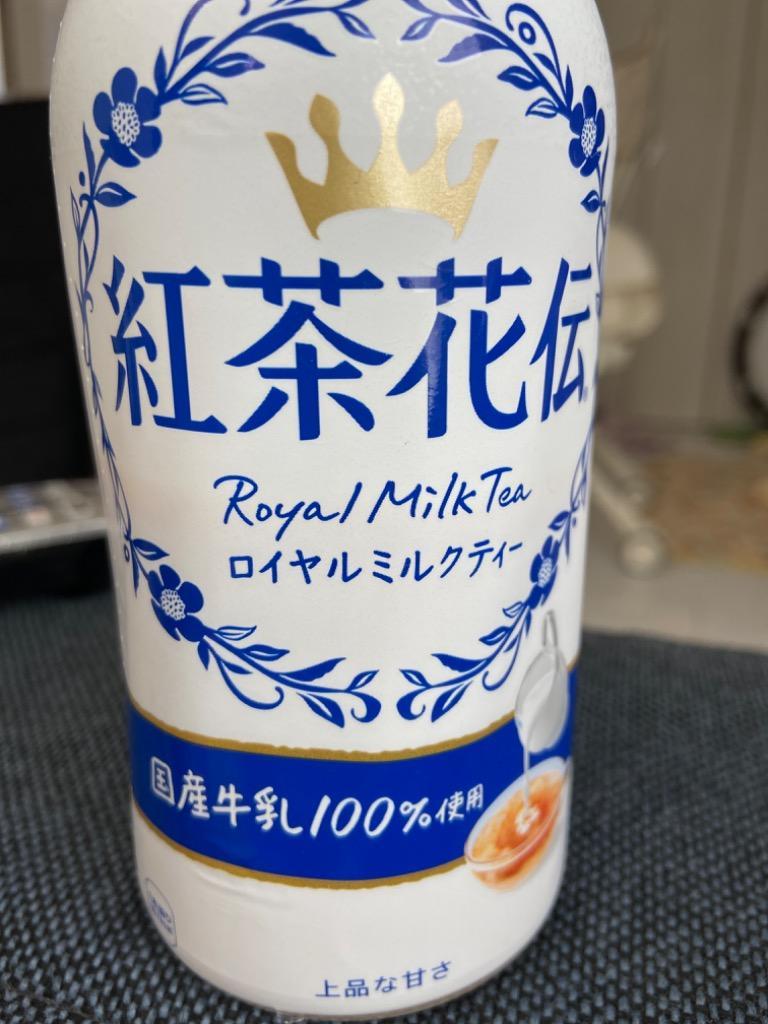 紅茶花伝
Royal Milk Tea
ロイヤルミルクティー
国産牛乳100%使用
上品な甘さ